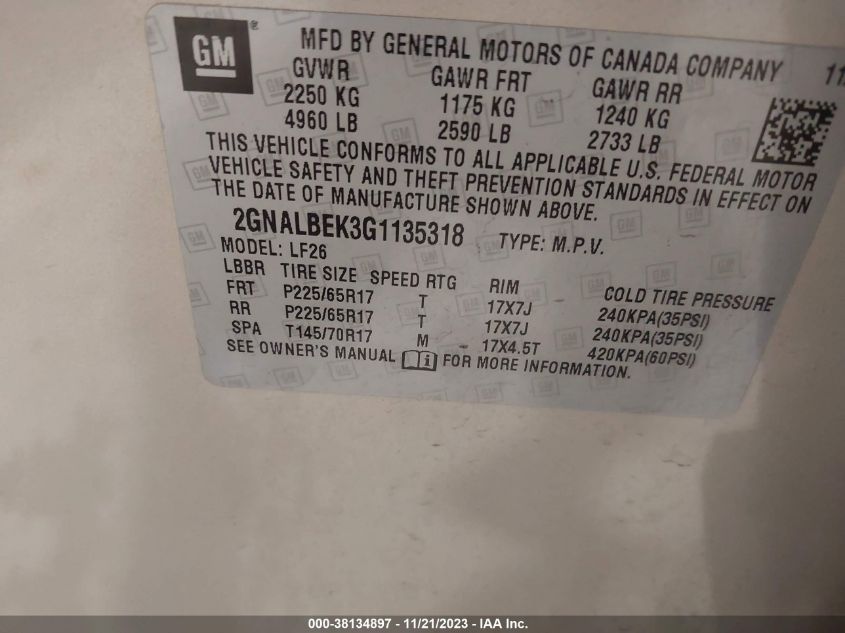 GM®
MFD BY GENERAL MOTORS OF CANADA COMPANY
GVWR GAWR FRT GAWR RR
2250 KG 1175 KG 1240 KG
4960 LB 2590 LB 2733 LB
THIS VEHICLE CONFORMS TO ALL APPLICABLE U.S. FEDERAL MOTOR
VEHICLE SAFETY AND THEFT PREVENTION STANDARDS IN EFFECT ON
THE DATE OF MANUFACTURE SHOWN ABOVE.
2GNALBEK3G1135318 TYPE: M.P.V.
MODEL: LF26
LBBR TIRE SIZE SPEED RTG RIM COLD TIRE PRESSURE
FRT P225/65R17 T 17X7J 240KPA(35PSI)
RR P225/65R17 T 17X7J 240KPA(35PSI)
SPA T145/70R17 M - 17X4.5T 420KPA(60PSI)
SEE OWNER'S MANUAL FOR MORE INFORMATION.
000-38134897 - 11/21/2023 - IAA Inc.